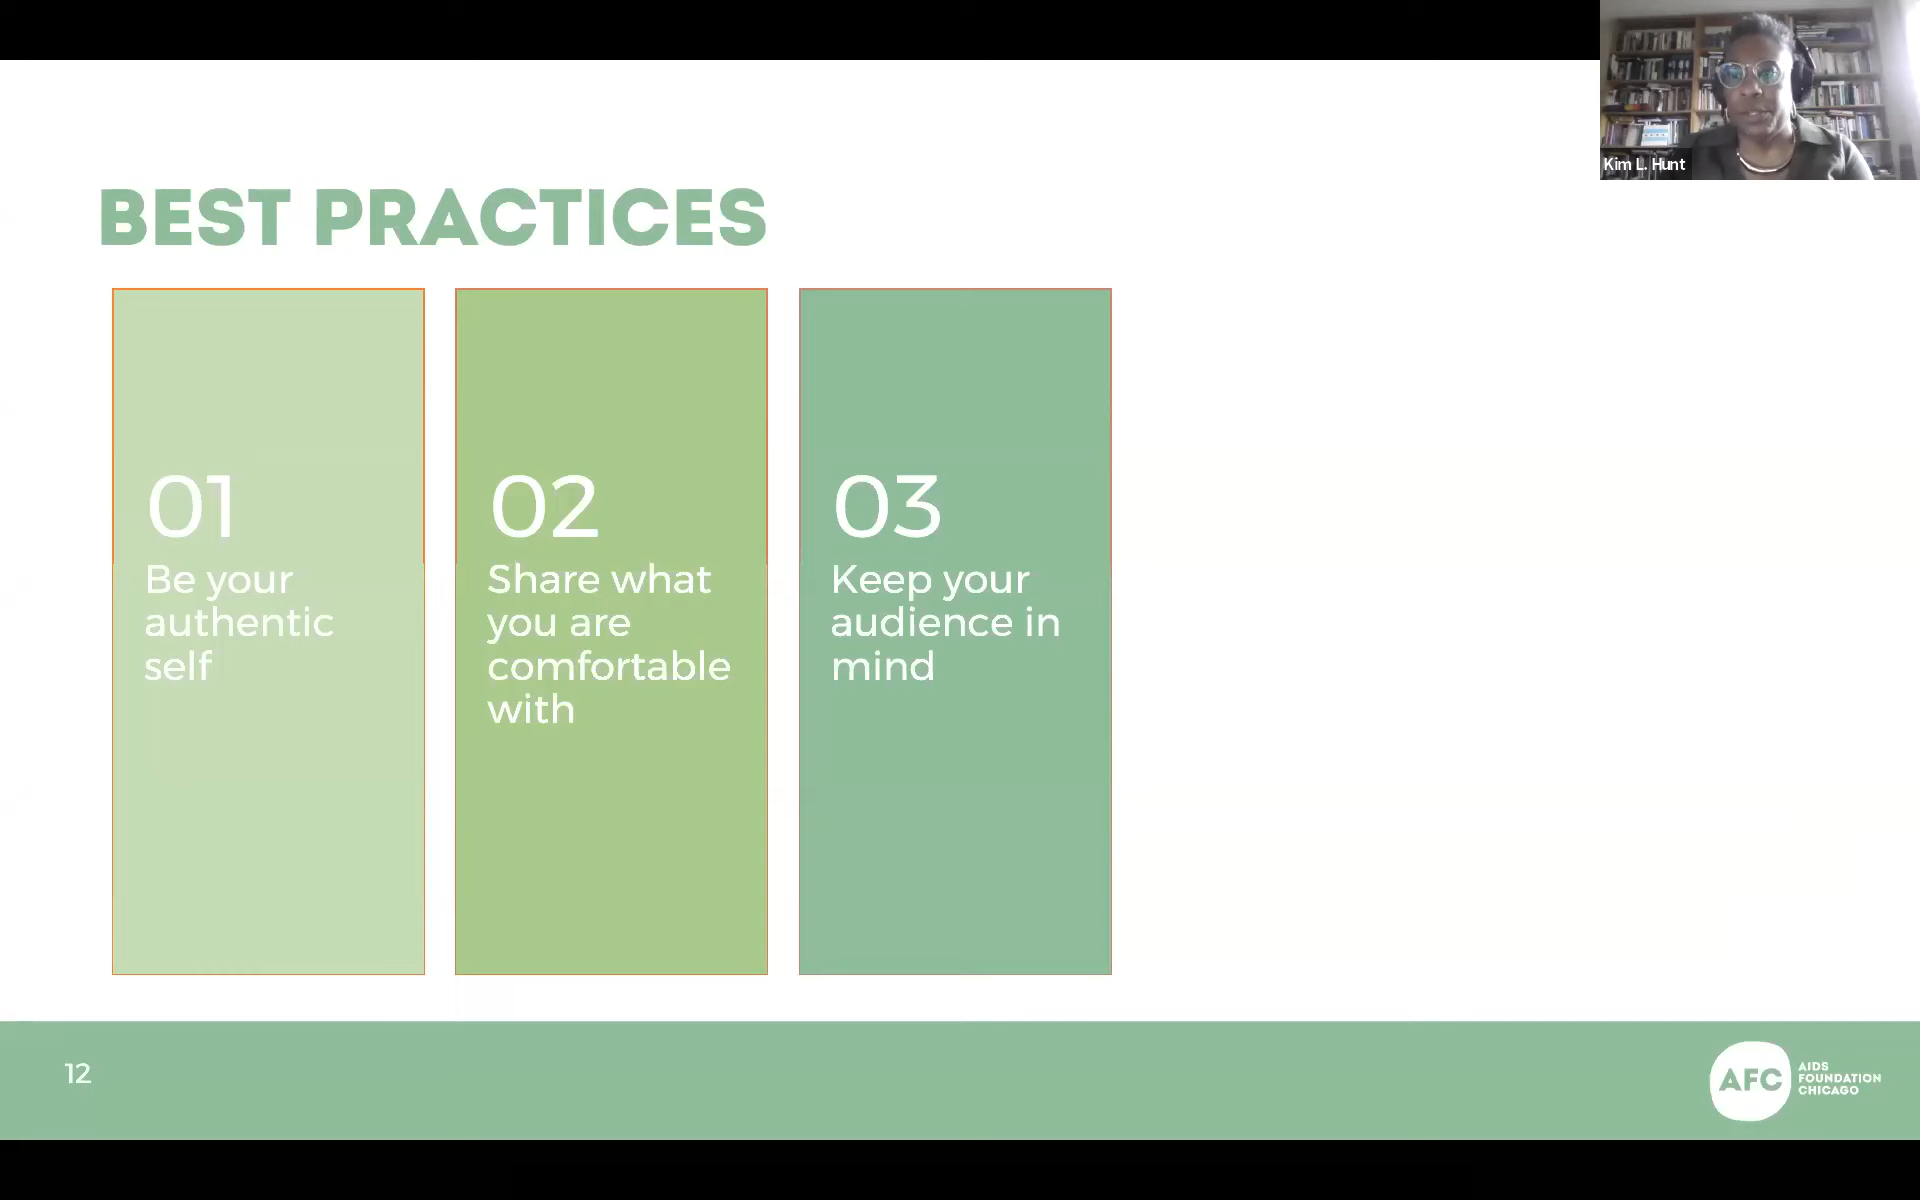 Kim L. Hunt
BEST PRACTICES
01
Be your
authentic
self
02
Share what
you are
comfortable
with
03
Keep your
audience in
mind
12
AFC
AIDS
FOUNDATION
CHICAGO